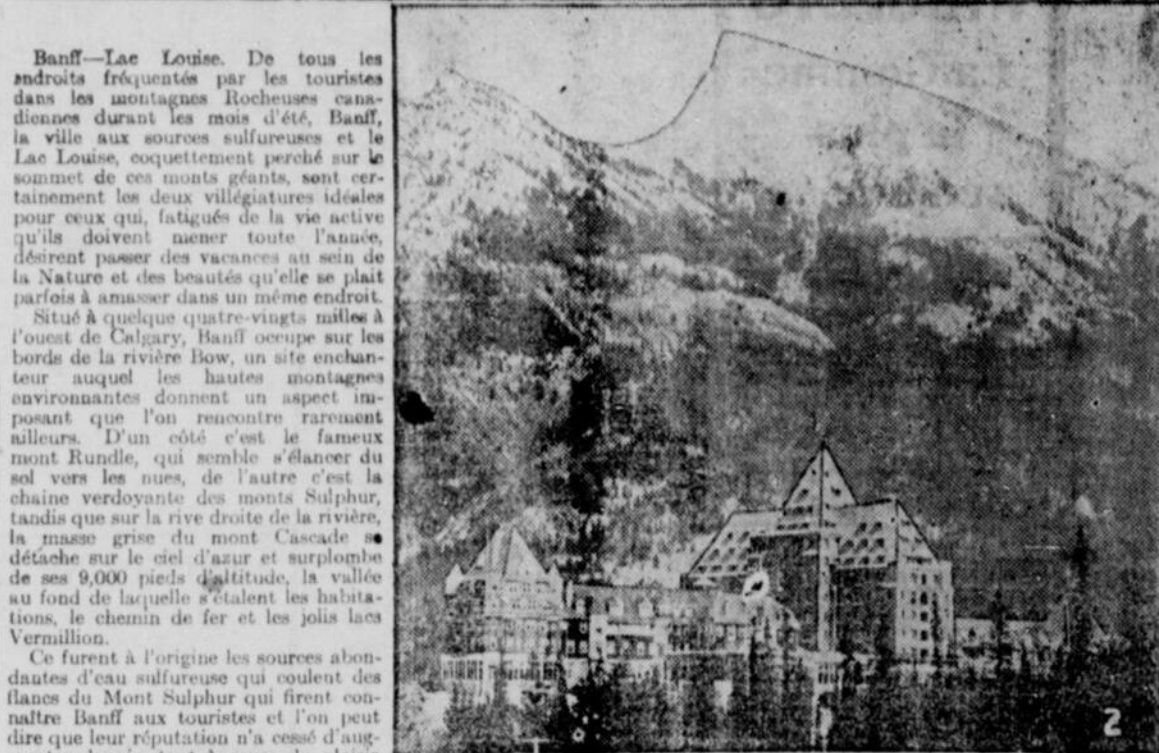 Banff—Lac Louise. De tous les
endroits fréquentés par les touristes
dans les montagnes Rocheuses cana-
diennes durant les mois d'été, Banff,
la ville aux sources sulfureuses et le
Lac Louise, coquettement perché sur le
sommet de ces monts géants, sont cer-
tainement les deux villégiatures idéales
pour ceux qui, fatigués de la vie active
qu'ils doivent mener toute l'année,
désirent passer des vacances au sein de
la Nature et des beautés qu'elle se plait
parfois à amasser dans un même endroit.
Situé à quelque quatre-vingts milles à
l'ouest de Calgary, Banff occupe sur les
bords de la rivière Bow, un site enchan-
teur auquel les hautes montagnes
environnantes donnent un aspect im-
posant que l'on rencontre rarement
ailleurs. D'un côté c'est le fameux
mont Rundle, qui semble s'élancer du
sol vers les nues, de l'autre c'est la
chaine verdoyante des monts Sulphur,
tandis que sur la rive droite de la rivière,
la masse grise du mont Cascade se
détache sur le ciel d'azur et surplombe
de ses 9,000 pieds d'altitude, la vallée
au fond de laquelle s'étalent les habita-
tions, le chemin de fer et les jolis lacs
Vermillion.
Ce furent à l'origine les sources abon-
dantes d'eau sulfureuse qui coulent des
flancs du Mont Sulphur qui firent con-
naître Banff aux touristes et l'on peut
dire que leur réputation n'a cessé d'aug-
2